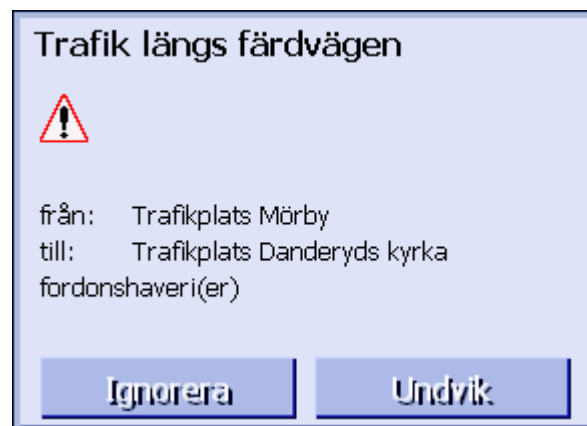 Trafik längs färdvägen
från: Trafikplats Mörby
till: Trafikplats Danderyds kyrka
fordonshaveri(er)
Ignorera Undvik